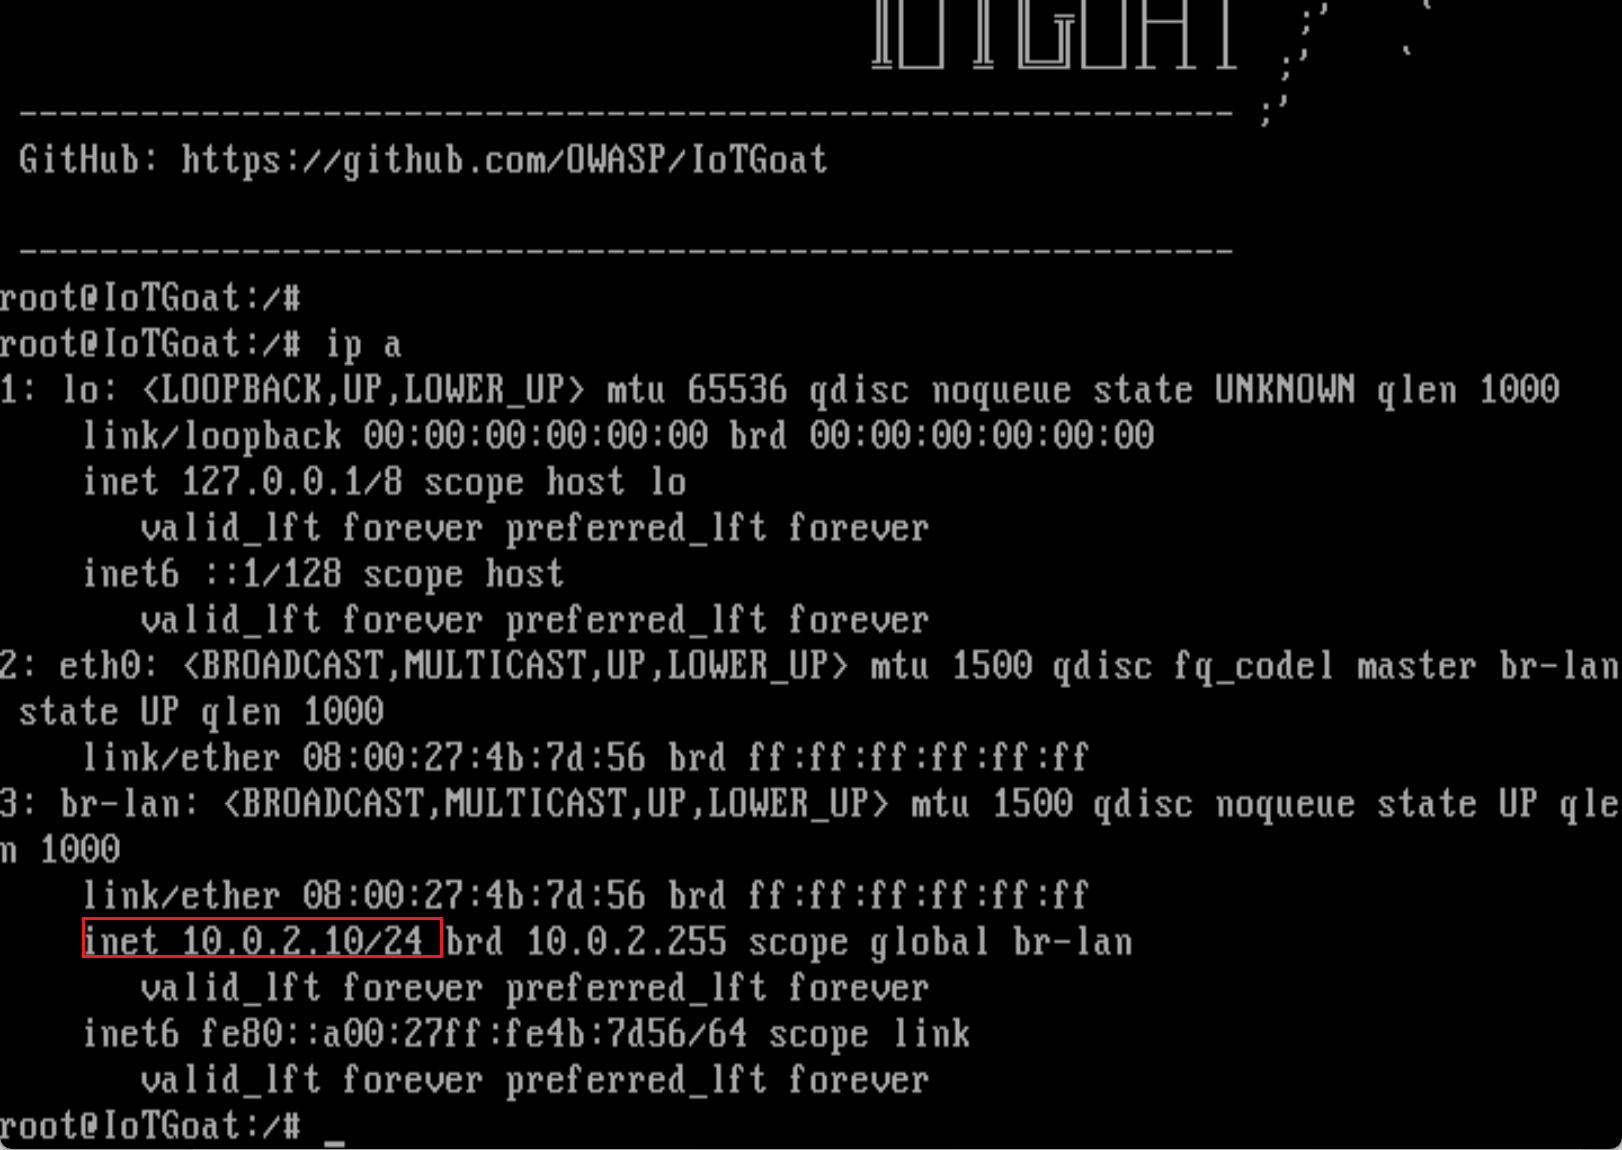 IOTGOAT
------------------------------------------------------------
GitHub: https://github.com/OWASP/IoTGoat
------------------------------------------------------------
root@IoTGoat:/#
root@IoTGoat:/# ip a
1: lo: <LOOPBACK,UP,LOWER_UP> mtu 65536 qdisc noqueue state UNKNOWN qlen 1000
    link/loopback 00:00:00:00:00:00 brd 00:00:00:00:00:00
    inet 127.0.0.1/8 scope host lo
       valid_lft forever preferred_lft forever
    inet6 ::1/128 scope host
       valid_lft forever preferred_lft forever
2: eth0: <BROADCAST,MULTICAST,UP,LOWER_UP> mtu 1500 qdisc fq_codel master br-lan
 state UP qlen 1000
    link/ether 08:00:27:4b:7d:56 brd ff:ff:ff:ff:ff:ff
3: br-lan: <BROADCAST,MULTICAST,UP,LOWER_UP> mtu 1500 qdisc noqueue state UP qle
n 1000
    link/ether 08:00:27:4b:7d:56 brd ff:ff:ff:ff:ff:ff
    inet 10.0.2.10/24 brd 10.0.2.255 scope global br-lan
       valid_lft forever preferred_lft forever
    inet6 fe80::a00:27ff:fe4b:7d56/64 scope link
       valid_lft forever preferred_lft forever
root@IoTGoat:/# _